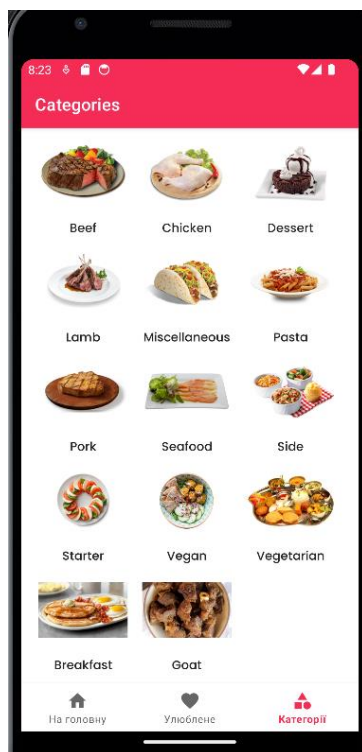 8:23
Categories
Beef Chicken Dessert
Lamb Miscellaneous Pasta
Pork Seafood Side
Starter Vegan Vegetarian
Breakfast Goat
На головну Улюблене Категорії